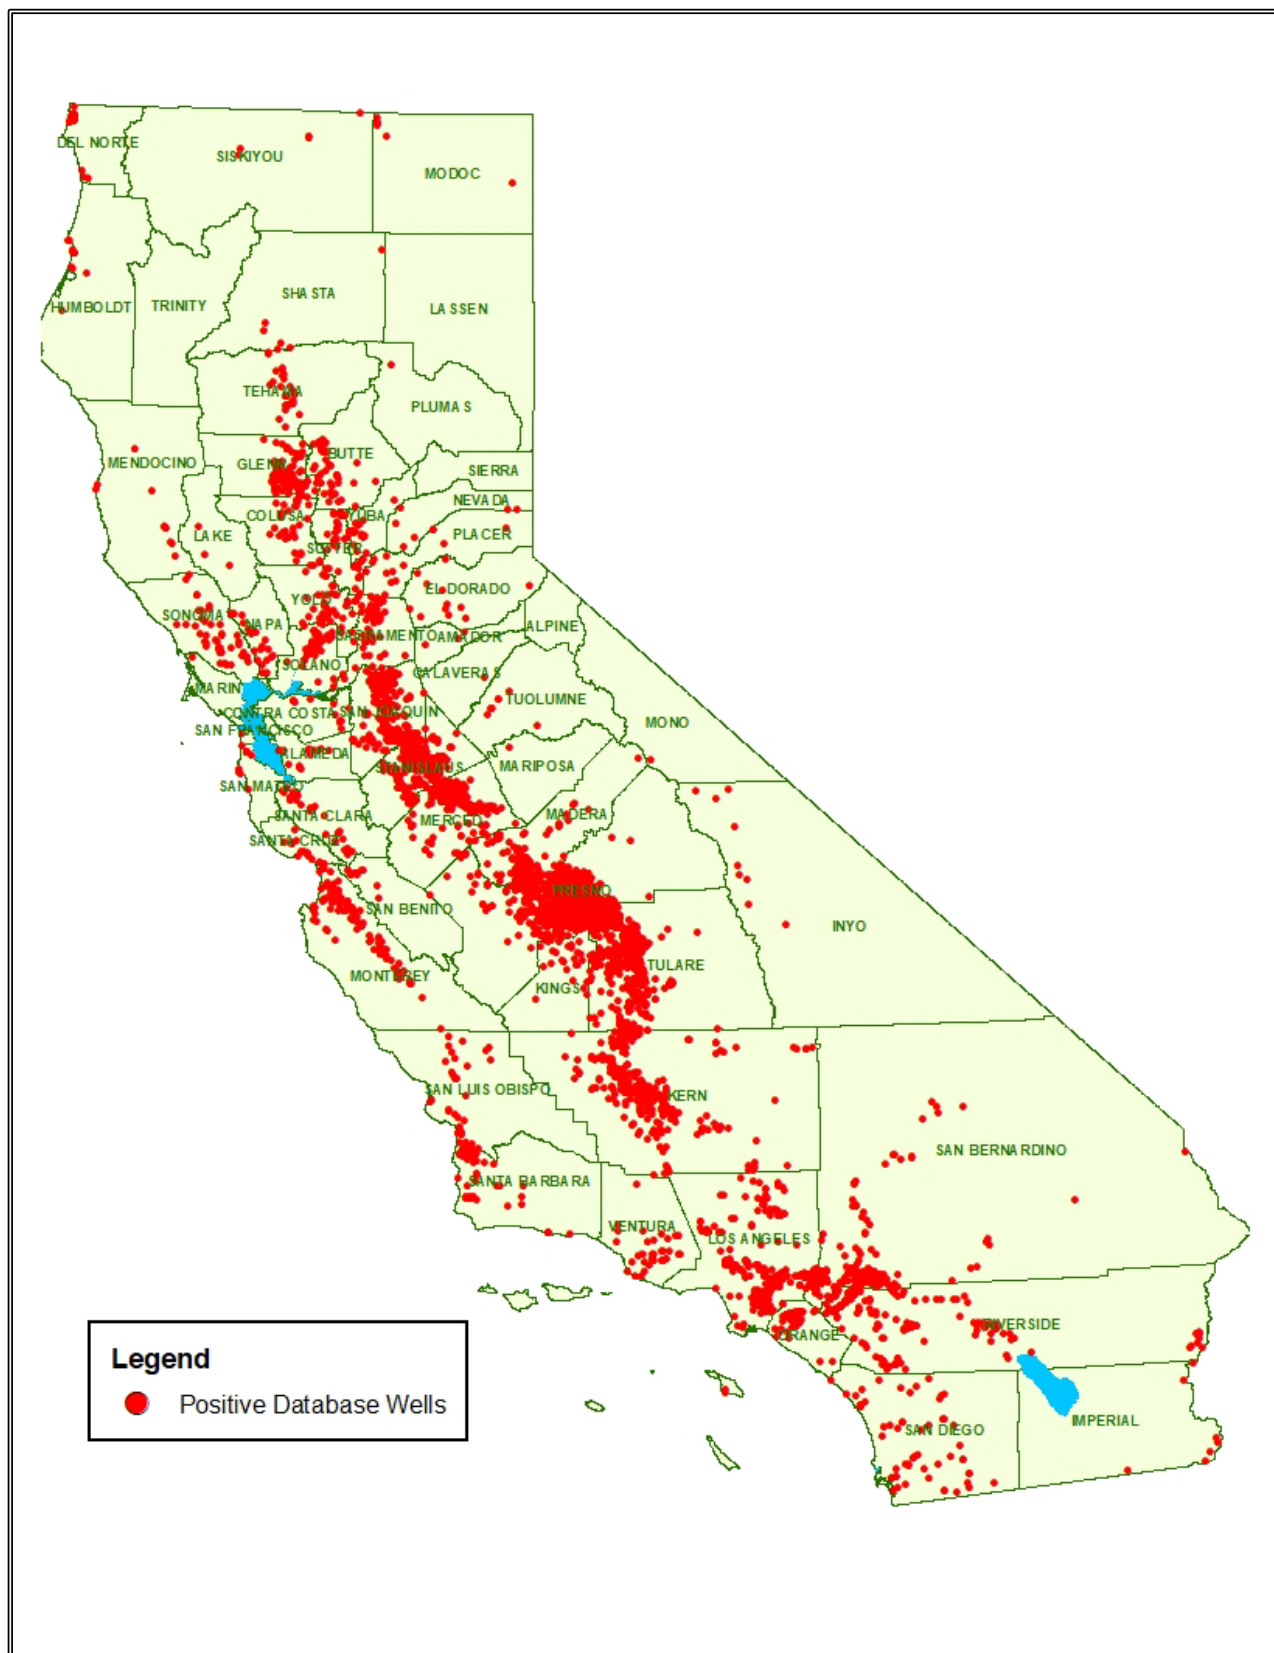 DEL NORTE
SISKIYOU
MODOC
SHASTA
HUMBOLDT
TRINITY
LASSEN
TEHAMA
PLUMAS
BUTTE
MENDOCINO
GLENN
SIERRA
NEVADA
COLUSA
YUBA
LAKE
PLACER
SUTTER
EL DORADO
YOLO
SONOMA
NAPA
ALPINE
SACRAMENTO
AMADOR
SOLANO
CALAVERAS
MARIN
TUOLUMNE
CONTRA COSTA
SAN JOAQUIN
MONO
SAN FRANCISCO
ALAMEDA
STANISLAUS
MARIPOSA
SAN MATEO
SANTA CLARA
MERCED
MADERA
SANTA CRUZ
FRESNO
SAN BENITO
INYO
TULARE
MONTEREY
KINGS
SAN LUIS OBISPO
KERN
SAN BERNARDINO
SANTA BARBARA
VENTURA
LOS ANGELES
RIVERSIDE
ORANGE
IMPERIAL
SAN DIEGO
Legend
Positive Database Wells